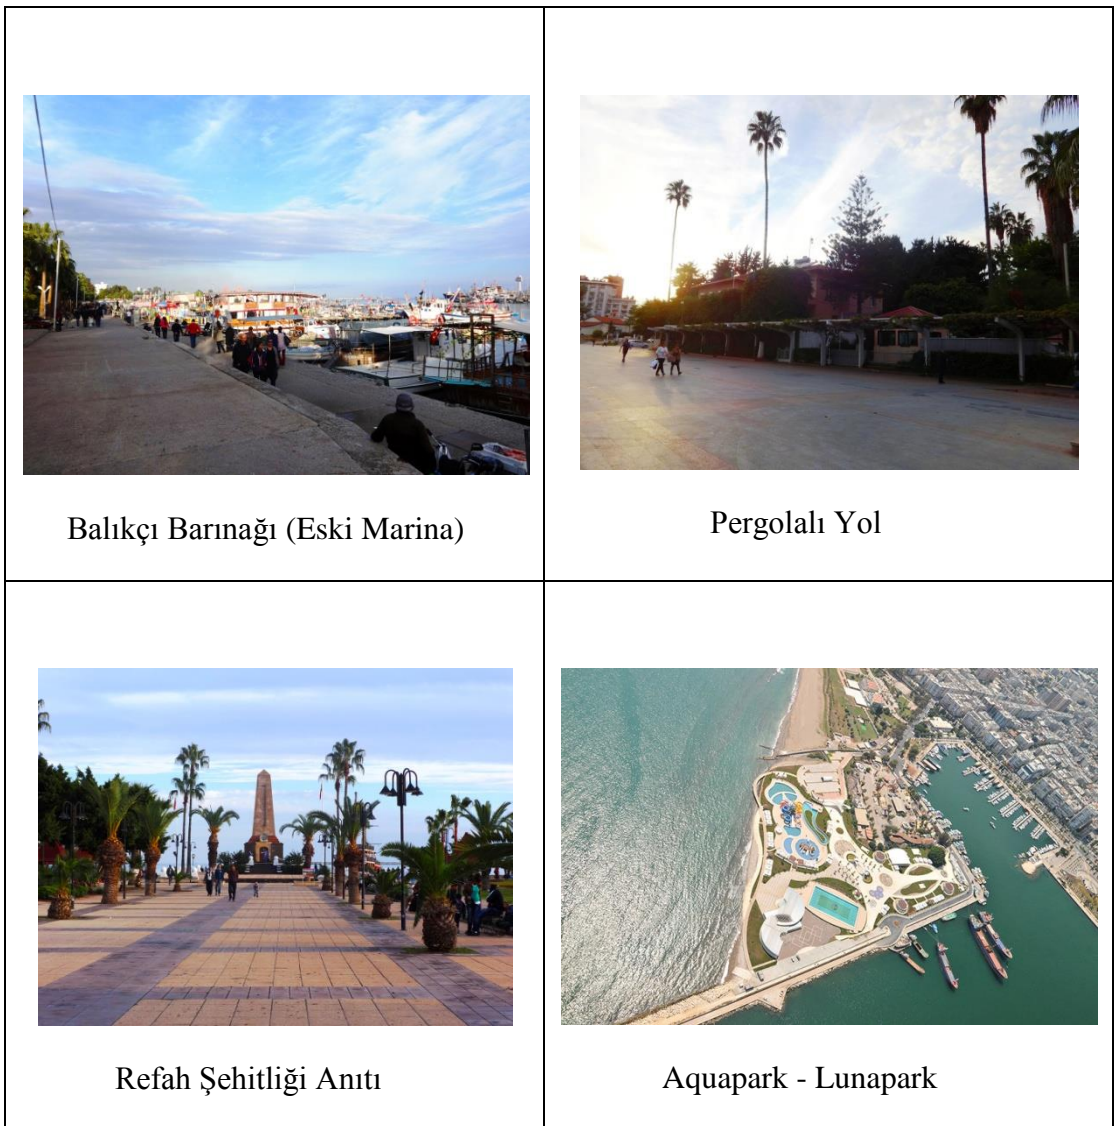 Balıkçı Barınağı (Eski Marina)
Pergolalı Yol
Refah Şehitliği Anıtı
Aquapark - Lunapark